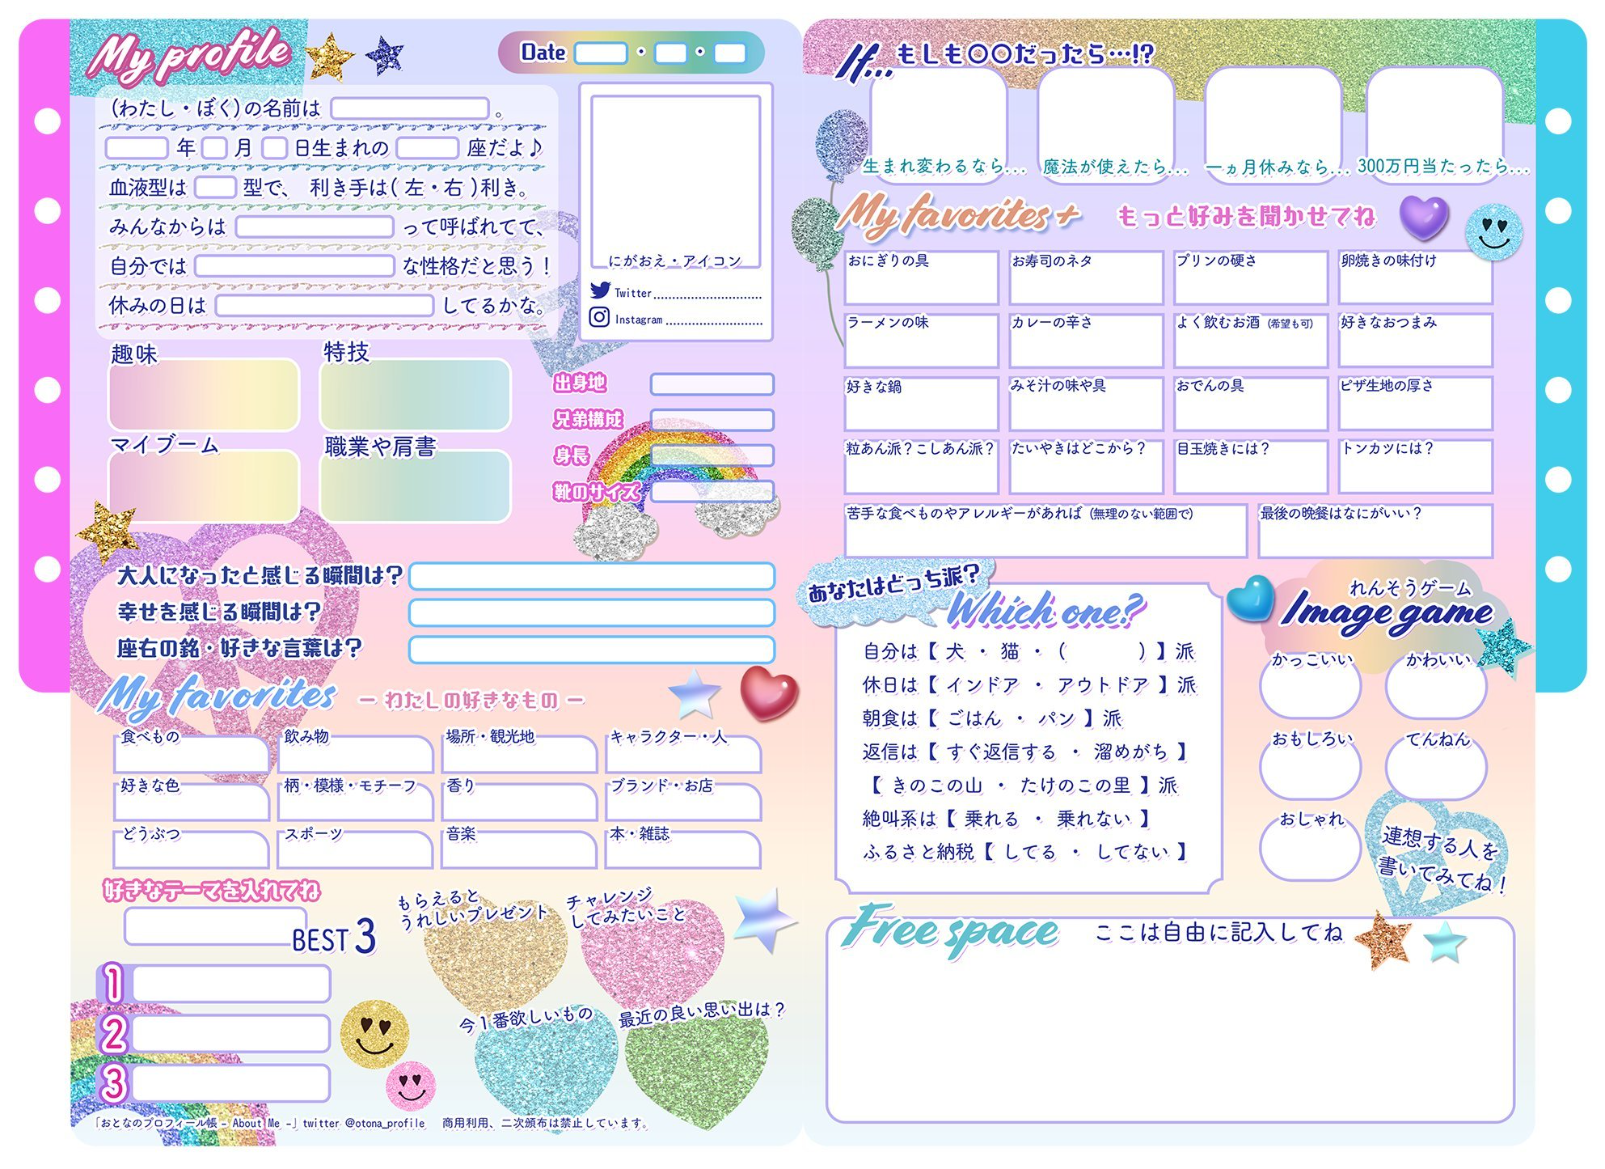 My profile
Date ・ ・
(わたし・ぼく)の名前は 。
年 月 日生まれの 座だよ♪
血液型は 型で、 利き手は( 左・右 )利き。
みんなからは って呼ばれてて、
自分では な性格だと思う!
休みの日は してるかな。
にがおえ・アイコン
Twitter
Instagram
趣味
特技
マイブーム
職業や肩書
出身地
兄弟構成
身長
靴のサイズ
大人になったと感じる瞬間は?
幸せを感じる瞬間は?
座右の銘・好きな言葉は?
My favorites ー わたしの好きなもの ー
食べもの 飲み物 場所・観光地 キャラクター・人
好きな色 柄・模様・モチーフ 香り ブランド・お店
どうぶつ スポーツ 音楽 本・雑誌
好きなテーマを入れてね
BEST 3
1
2
3
もらえると
うれしいプレゼント
チャレンジ
してみたいこと
今1番欲しいもの
最近の良い思い出は?
「おとなのプロフィール帳 - About Me -」twitter @otona_profile 商用利用、二次頒布は禁止しています。
If... もしも〇〇だったら…!?
生まれ変わるなら... 魔法が使えたら... 一ヵ月休みなら... 300万円当たったら...
My favorites + もっと好みを聞かせてね
おにぎりの具 お寿司のネタ プリンの硬さ 卵焼きの味付け
ラーメンの味 カレーの辛さ よく飲むお酒 (希望も可) 好きなおつまみ
好きな鍋 みそ汁の味や具 おでんの具 ピザ生地の厚さ
粒あん派?こしあん派? たいやきはどこから? 目玉焼きには? トンカツには?
苦手な食べものやアレルギーがあれば (無理のない範囲で) 最後の晩餐はなにがいい?
あなたはどっち派?
Which one?
自分は【 犬 ・ 猫 ・ ( ) 】派
休日は【 インドア ・ アウトドア 】派
朝食は【 ごはん ・ パン 】派
返信は【 すぐ返信する ・ 溜めがち 】
【 きのこの山 ・ たけのこの里 】派
絶叫系は【 乗れる ・ 乗れない 】
ふるさと納税【 してる ・ してない 】
れんそうゲーム
Image game
かっこいい かわいい
おもしろい てんねん
おしゃれ
連想する人を
書いてみてね!
Free space ここは自由に記入してね